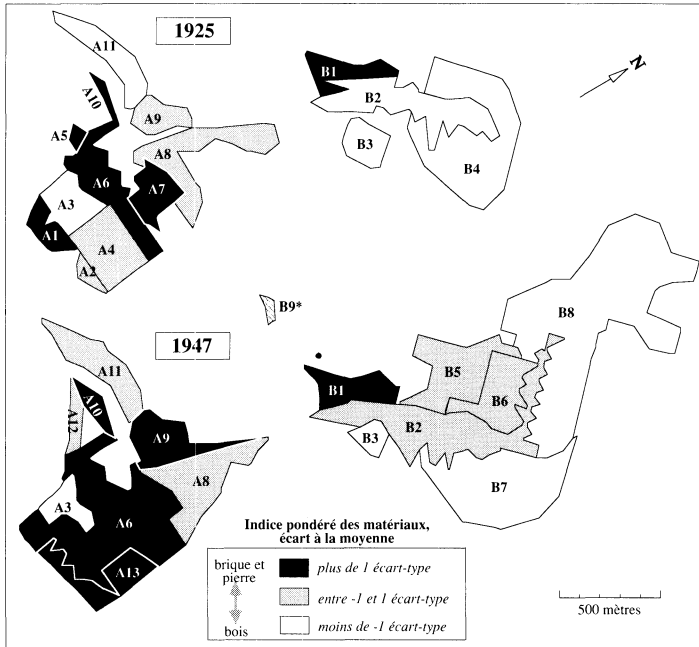 1925
A11
A10
A9
A5
A8
A6
A7
A3
A1
A4
A2
B1
B2
B3
B4
N
B9*
1947
A11
A10
A12
A9
A3
A6
A8
A13
B8
B5
B1
B6
B2
B3
B7
Indice pondéré des matériaux,
écart à la moyenne
brique et
pierre
bois
plus de 1 écart-type
entre -1 et 1 écart-type
moins de -1 écart-type
500 mètres